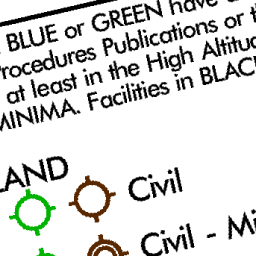 BLUE or GREEN have
Procedures Publications or
at least in the High Altitu
MINIMA. Facilities in BLAC
LAND
Civil
Civil - Mi